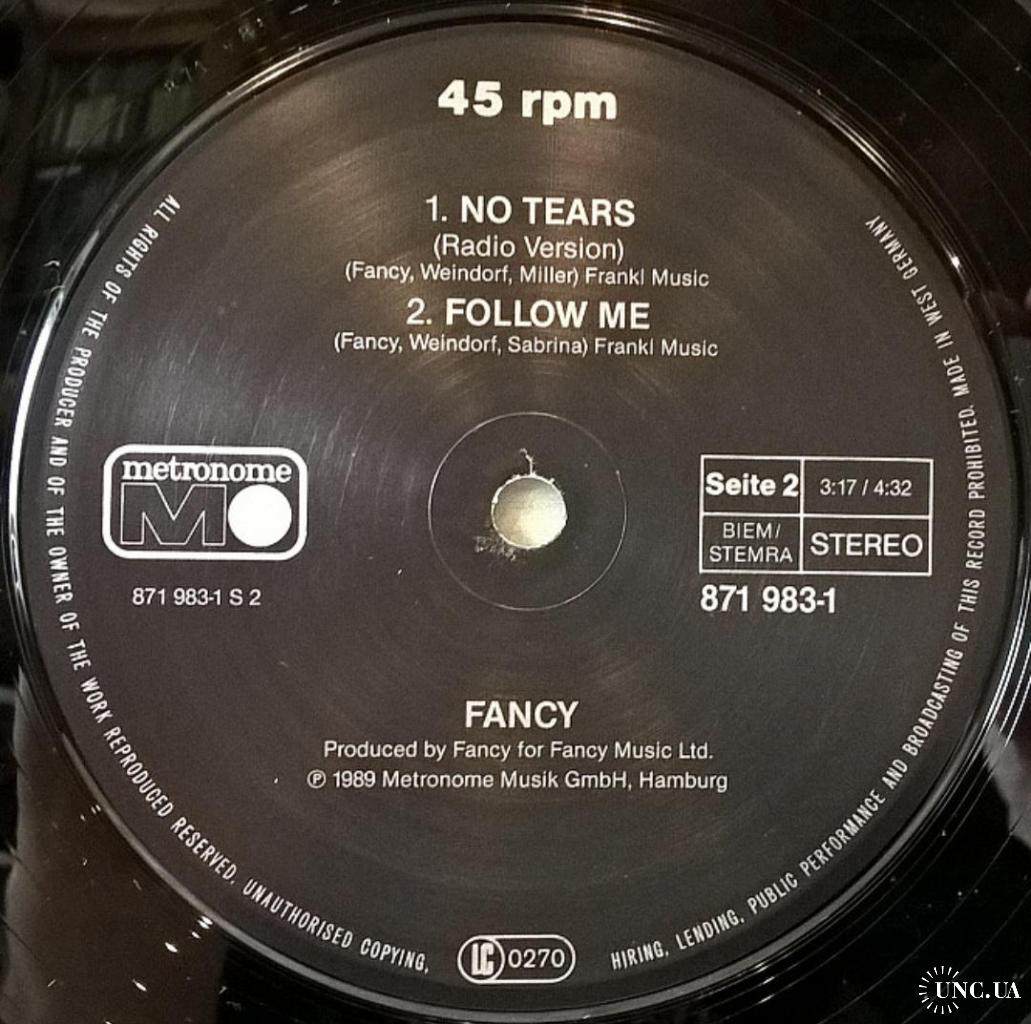 45 rpm
1. NO TEARS
(Radio Version)
(Fancy, Weindorf, Miller) Frankl Music
2. FOLLOW ME
(Fancy, Weindorf, Sabrina) Frankl Music
metronome
MO
871 983-1 S 2
Seite 2 3:17 / 4:32
BIEM/
STEMRA STEREO
871 983-1
FANCY
Produced by Fancy for Fancy Music Ltd.
℗ 1989 Metronome Musik GmbH, Hamburg
ALL RIGHTS OF THE PRODUCER AND OF THE OWNER OF THE WORK REPRODUCED RESERVED. UNAUTHORISED COPYING, HIRING, LENDING, PUBLIC PERFORMANCE AND BROADCASTING OF THIS RECORD PROHIBITED. MADE IN WEST GERMANY
LC 0270
UNC.UA